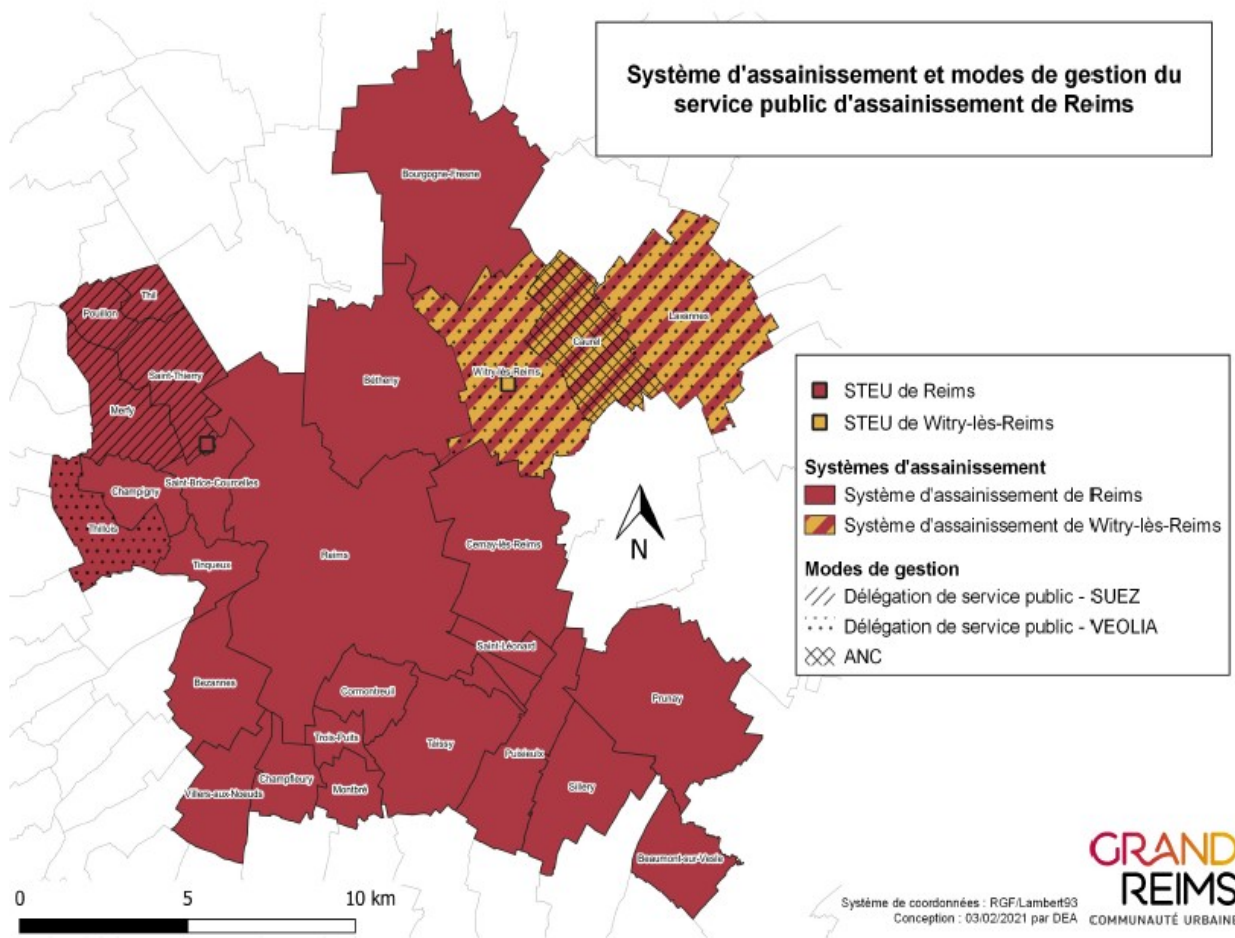 Système d'assainissement et modes de gestion du
service public d'assainissement de Reims
Bourgogne-Fresne
Thil
Pouillon
Lavannes
Caurel
Saint-Thierry
Witry-lès-Reims
Bétheny
Merfy
Saint-Brice-Courcelles
Champigny
Thillois
Cernay-lès-Reims
Reims
Tinqueux
Saint-Léonard
Bezannes
Cormontreuil
Prunay
Trois-Puits
Taissy
Puisieulx
Champfleury
Montbré
Sillery
Villers-aux-Noeuds
Beaumont-sur-Vesle
N
STEU de Reims
STEU de Witry-lès-Reims
Systèmes d'assainissement
Système d'assainissement de Reims
Système d'assainissement de Witry-lès-Reims
Modes de gestion
Délégation de service public - SUEZ
Délégation de service public - VEOLIA
ANC
0 5 10 km
Système de coordonnées : RGF/Lambert93
Conception : 03/02/2021 par DEA
GRAND
REIMS
COMMUNAUTÉ URBAINE